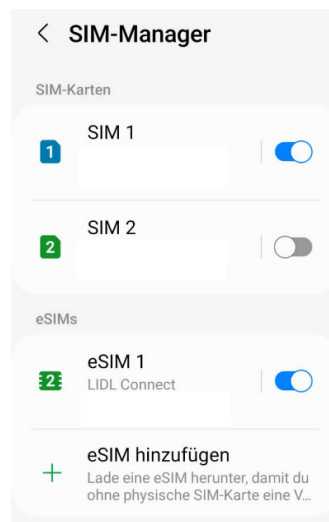 SIM-Manager
SIM-Karten
1
SIM 1
2
SIM 2
eSIMs
2
eSIM 1
LIDL Connect
eSIM hinzufügen
Lade eine eSIM herunter, damit du
ohne physische SIM-Karte eine V...